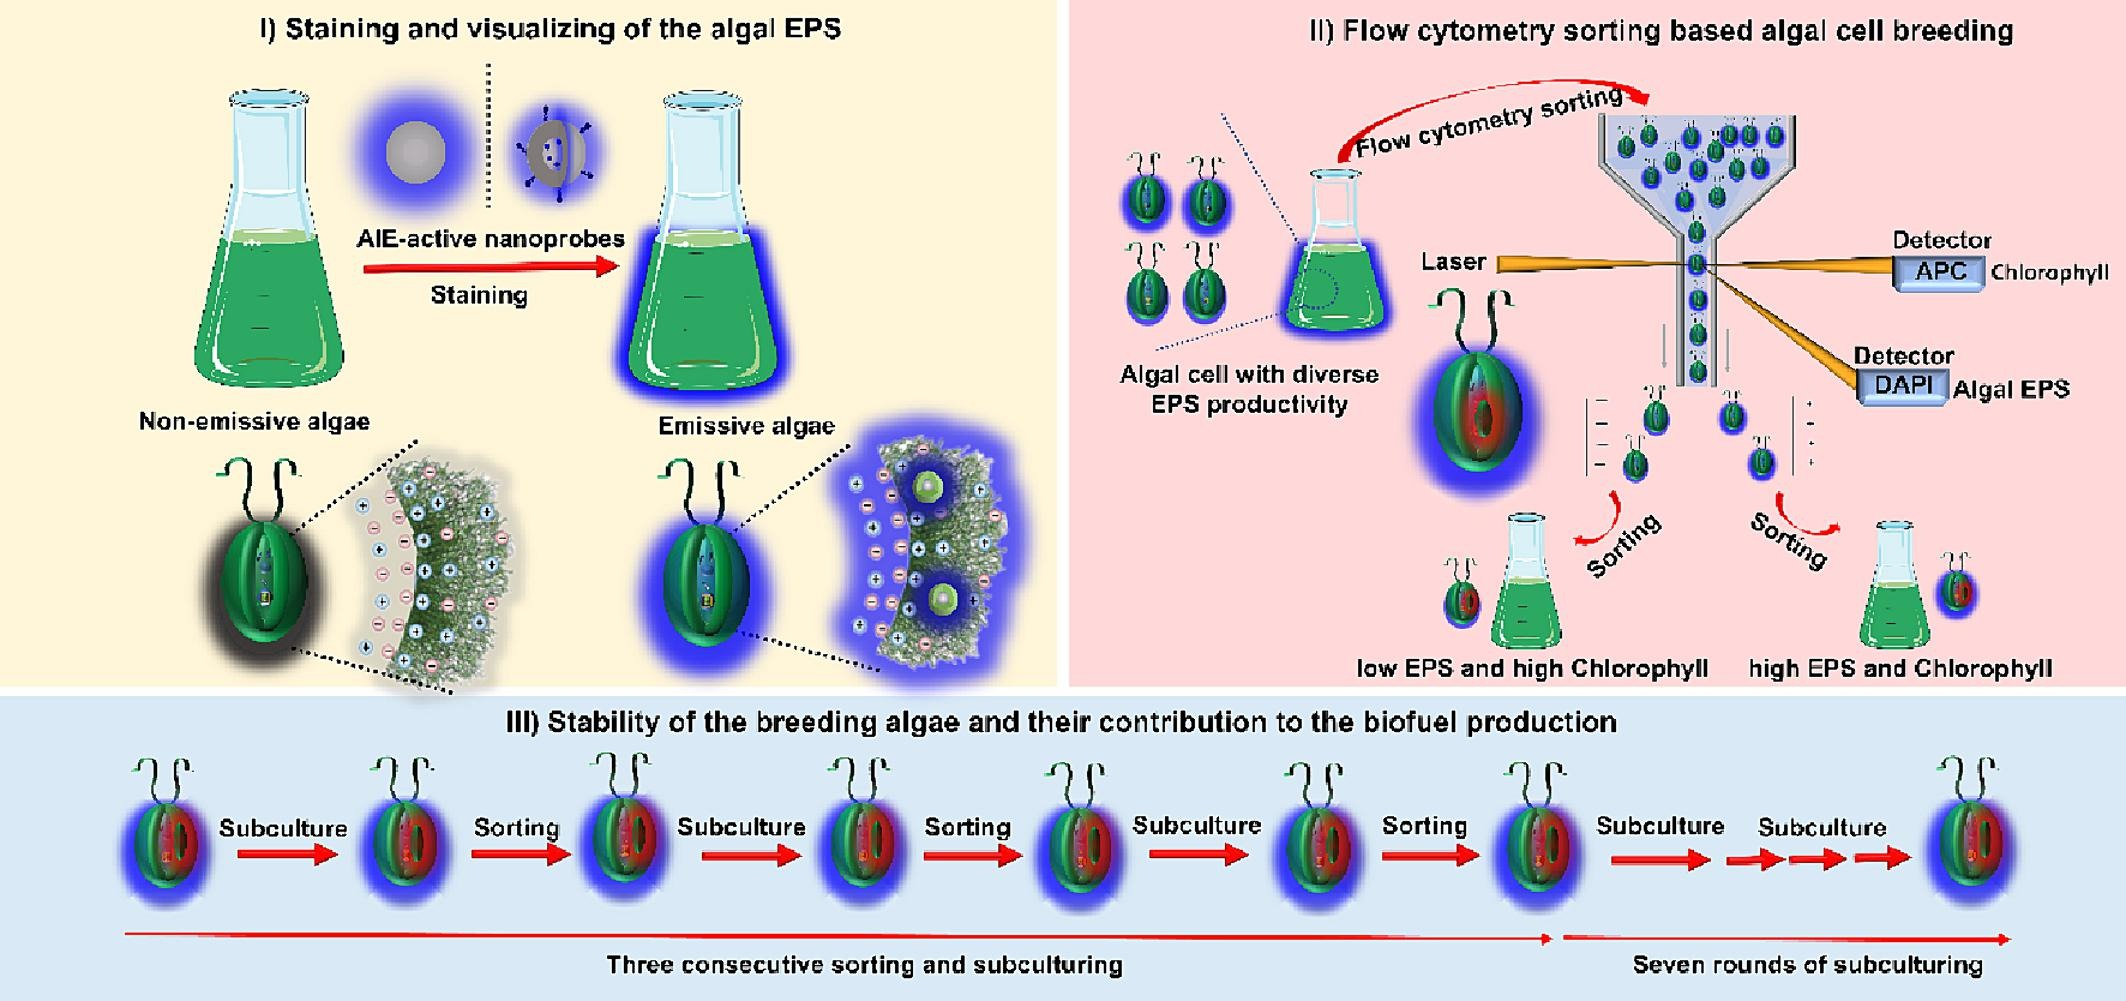 I) Staining and visualizing of the algal EPS
AIE-active nanoprobes
Staining
Non-emissive algae
Emissive algae
II) Flow cytometry sorting based algal cell breeding
Flow cytometry sorting
Laser
Detector
APC
Chlorophyll
Detector
DAPI
Algal EPS
Algal cell with diverse
EPS productivity
Sorting
Sorting
low EPS and high Chlorophyll
high EPS and Chlorophyll
III) Stability of the breeding algae and their contribution to the biofuel production
Subculture
Sorting
Subculture
Sorting
Subculture
Sorting
Subculture
Subculture
Three consecutive sorting and subculturing
Seven rounds of subculturing